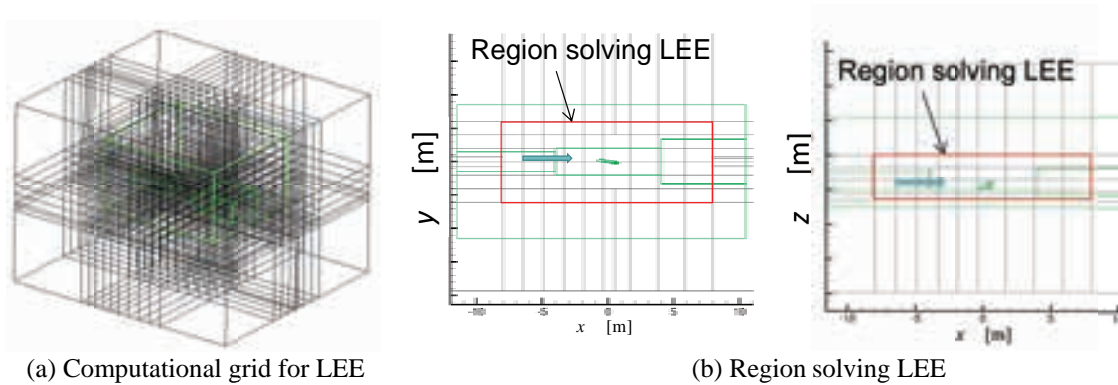 Region solving LEE
Region solving LEE
y [m]
z [m]
-10 -5 0 5 10
x [m]
x [m]
(a) Computational grid for LEE
(b) Region solving LEE